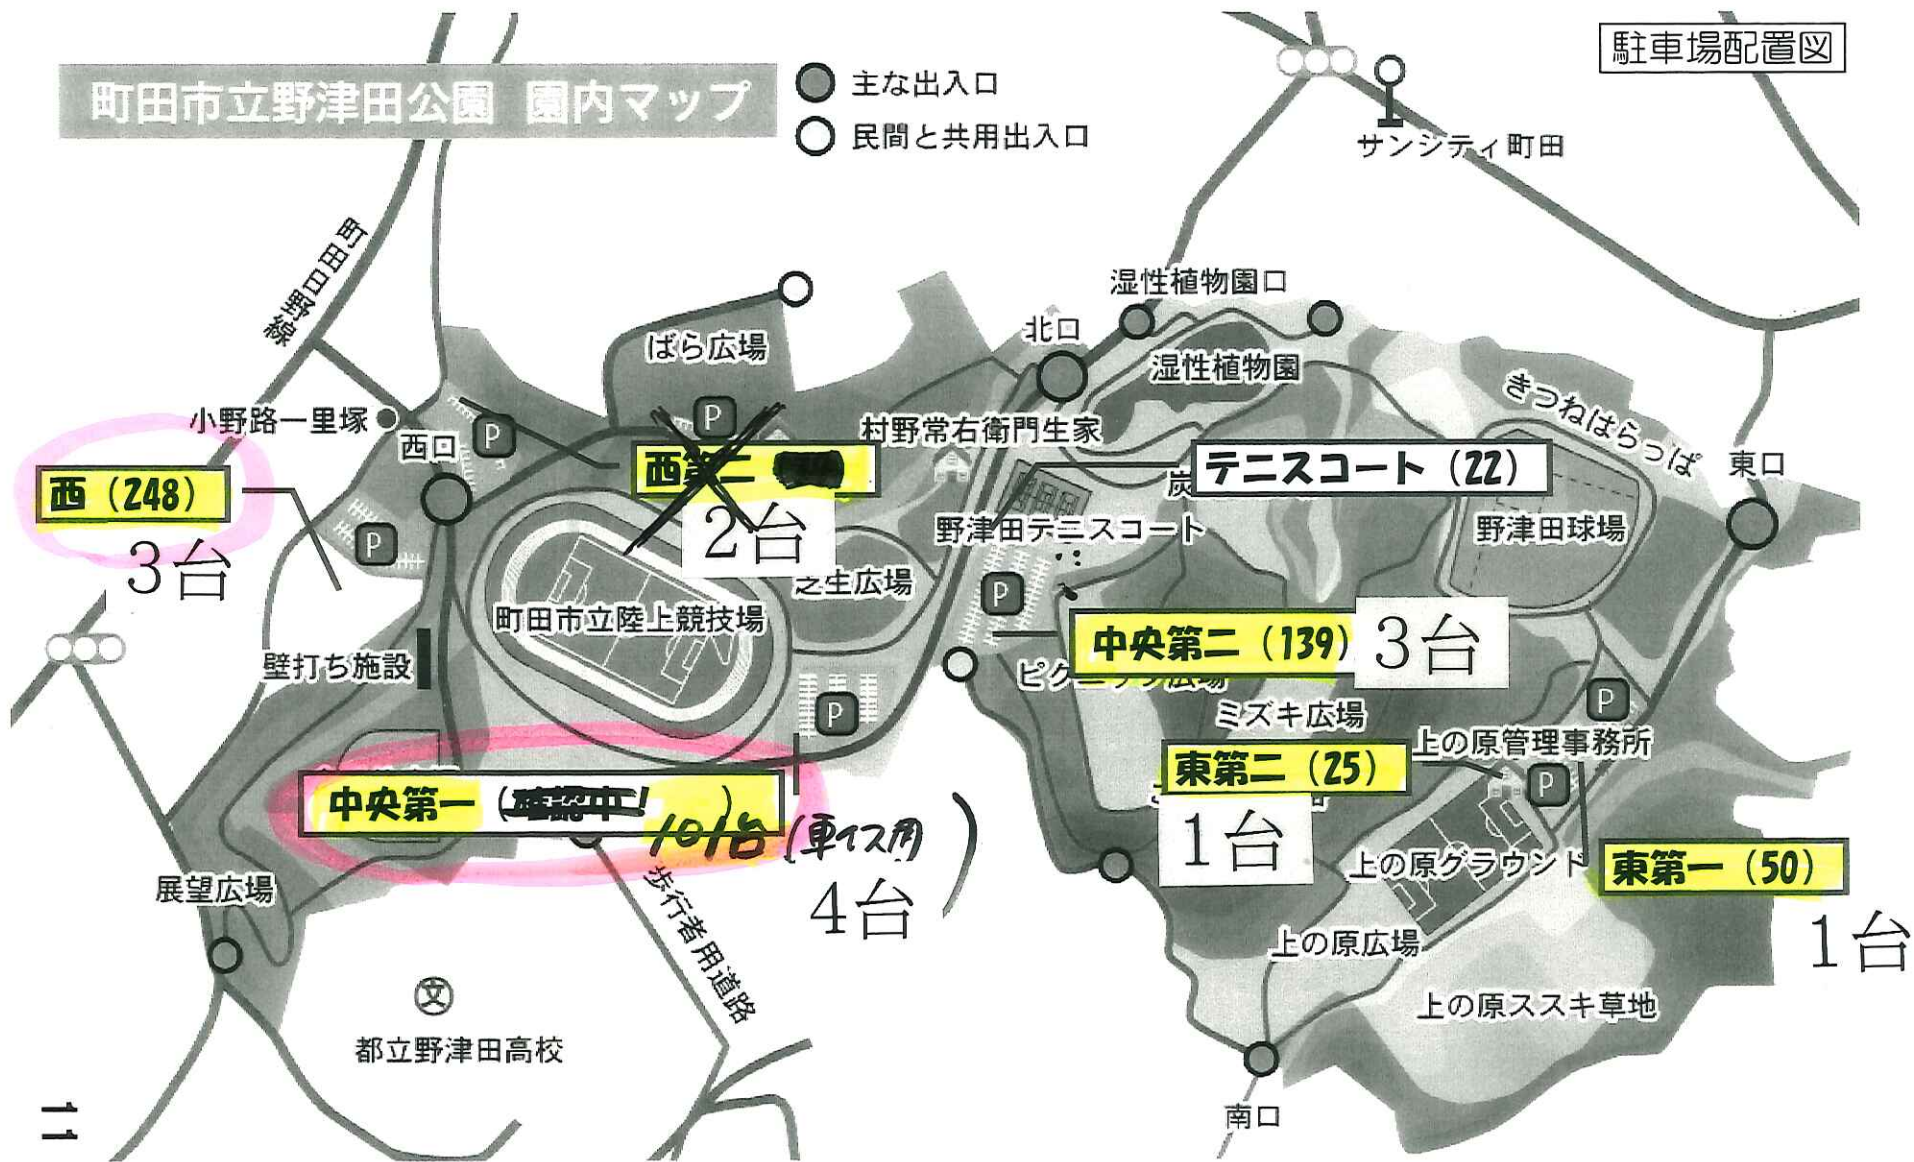 駐車場配置図
町田市立野津田公園 園内マップ
主な出入口
民間と共用出入口
サンシティ町田
町田日野線
湿性植物園口
北口
ばら広場
P
湿性植物園
きつねはらっぱ
小野路一里塚
西口
P
村野常右衛門生家
東口
西(248)
3台
西第二
2台
テニスコート(22)
炭
P
野津田テニスコート
野津田球場
芝生広場
P
町田市立陸上競技場
中央第二(139)
3台
壁打ち施設
ピクニック広場
P
ミズキ広場
P
上の原管理事務所
東第二(25)
1台
P
中央第一(
)
101台(車イス用
4台
)
上の原グラウンド
東第一(50)
1台
展望広場
歩行者用道路
上の原広場
上の原ススキ草地
文
都立野津田高校
南口
11